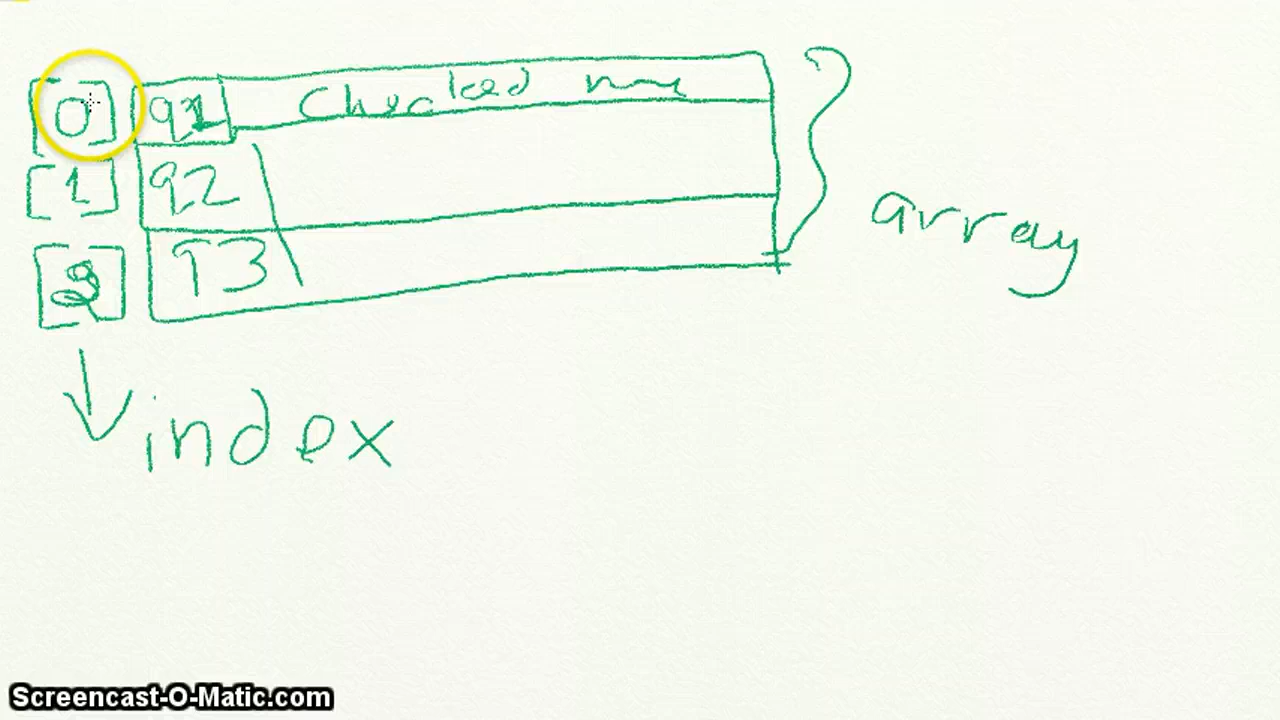 [0] q1 Checked
[1] q2
[2] q3
array
index
Screencast-O-Matic.com